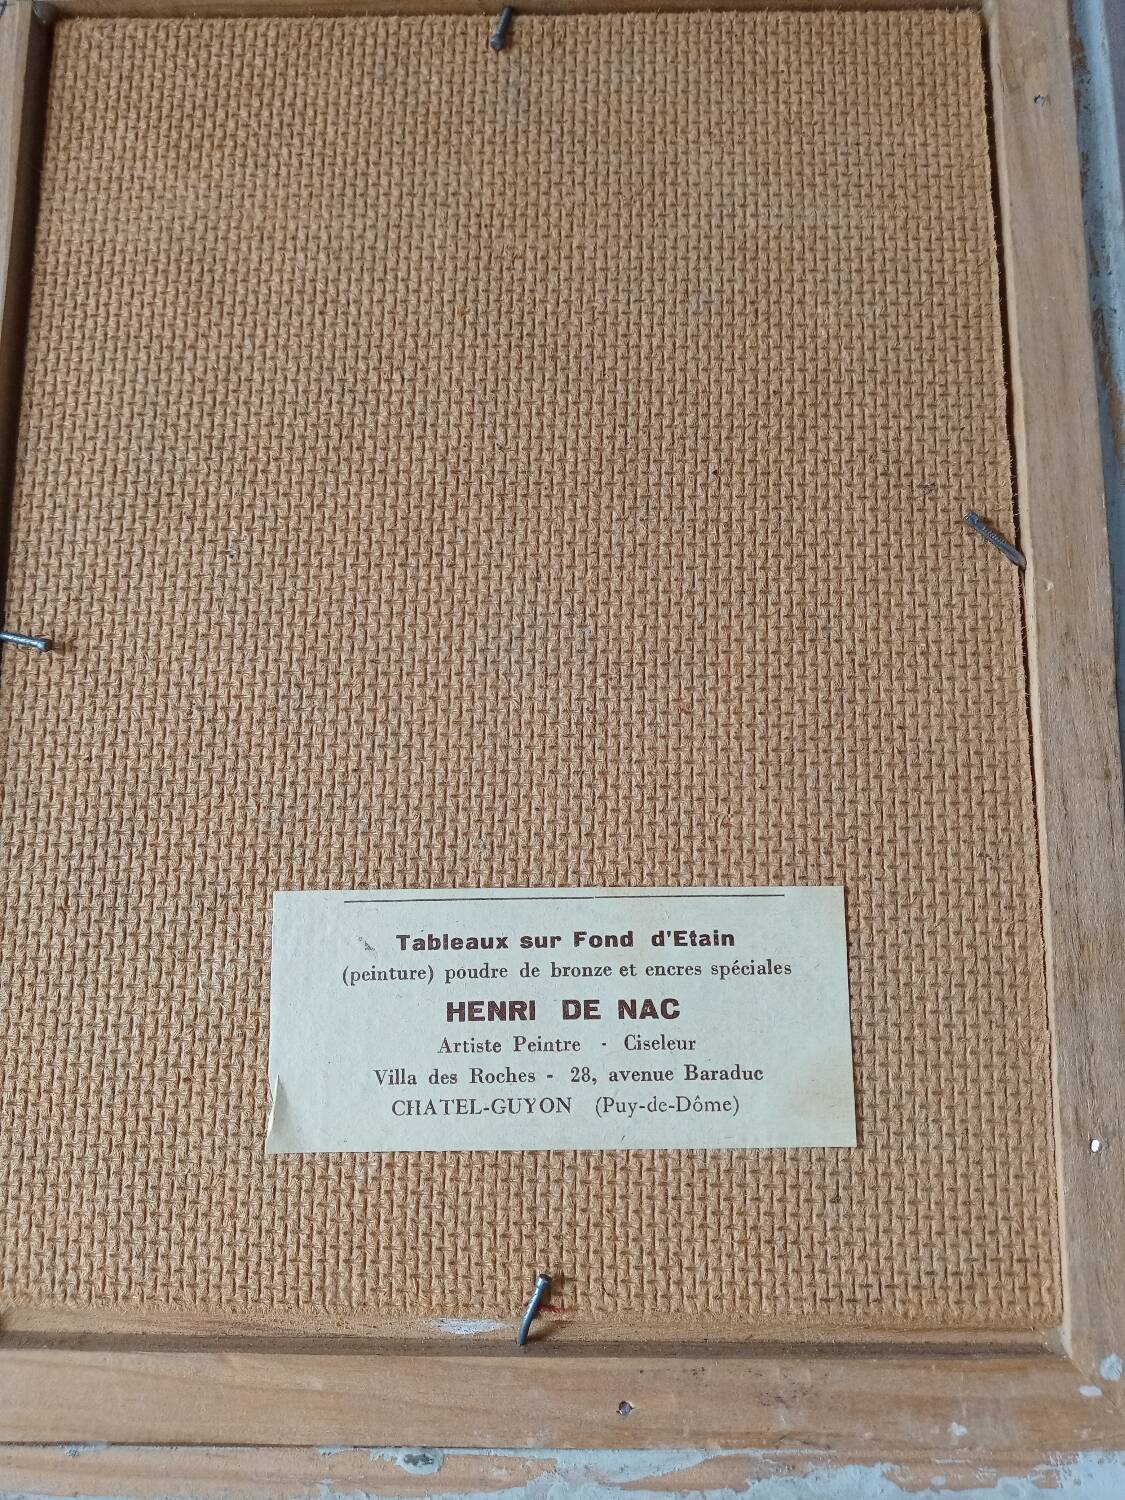 Tableaux sur Fond d'Etain
(peinture) poudre de bronze et encres spéciales
HENRI DE NAC
Artiste Peintre - Ciseleur
Villa des Roches - 28, avenue Baraduc
CHATEL-GUYON (Puy-de-Dôme)